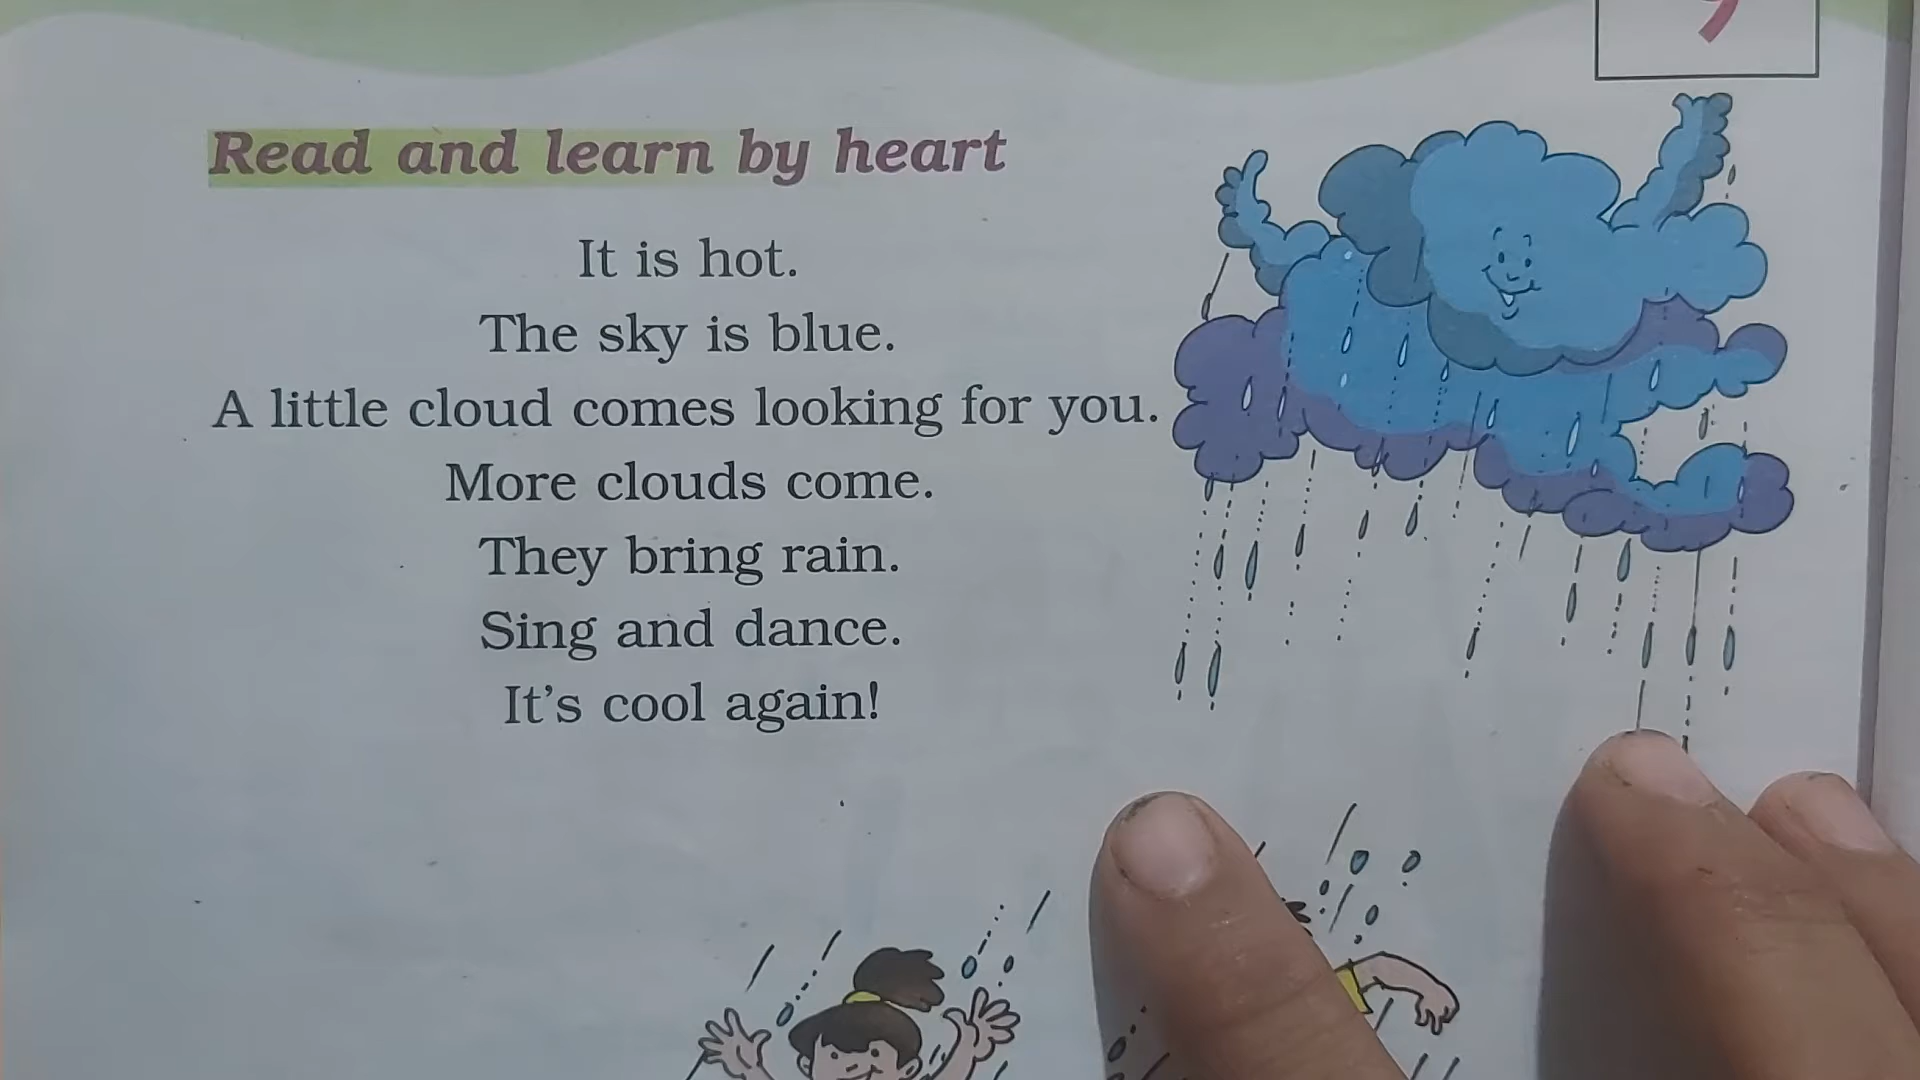 Read and learn by heart
It is hot.
The sky is blue.
A little cloud comes looking for you.
More clouds come.
They bring rain.
Sing and dance.
It's cool again!